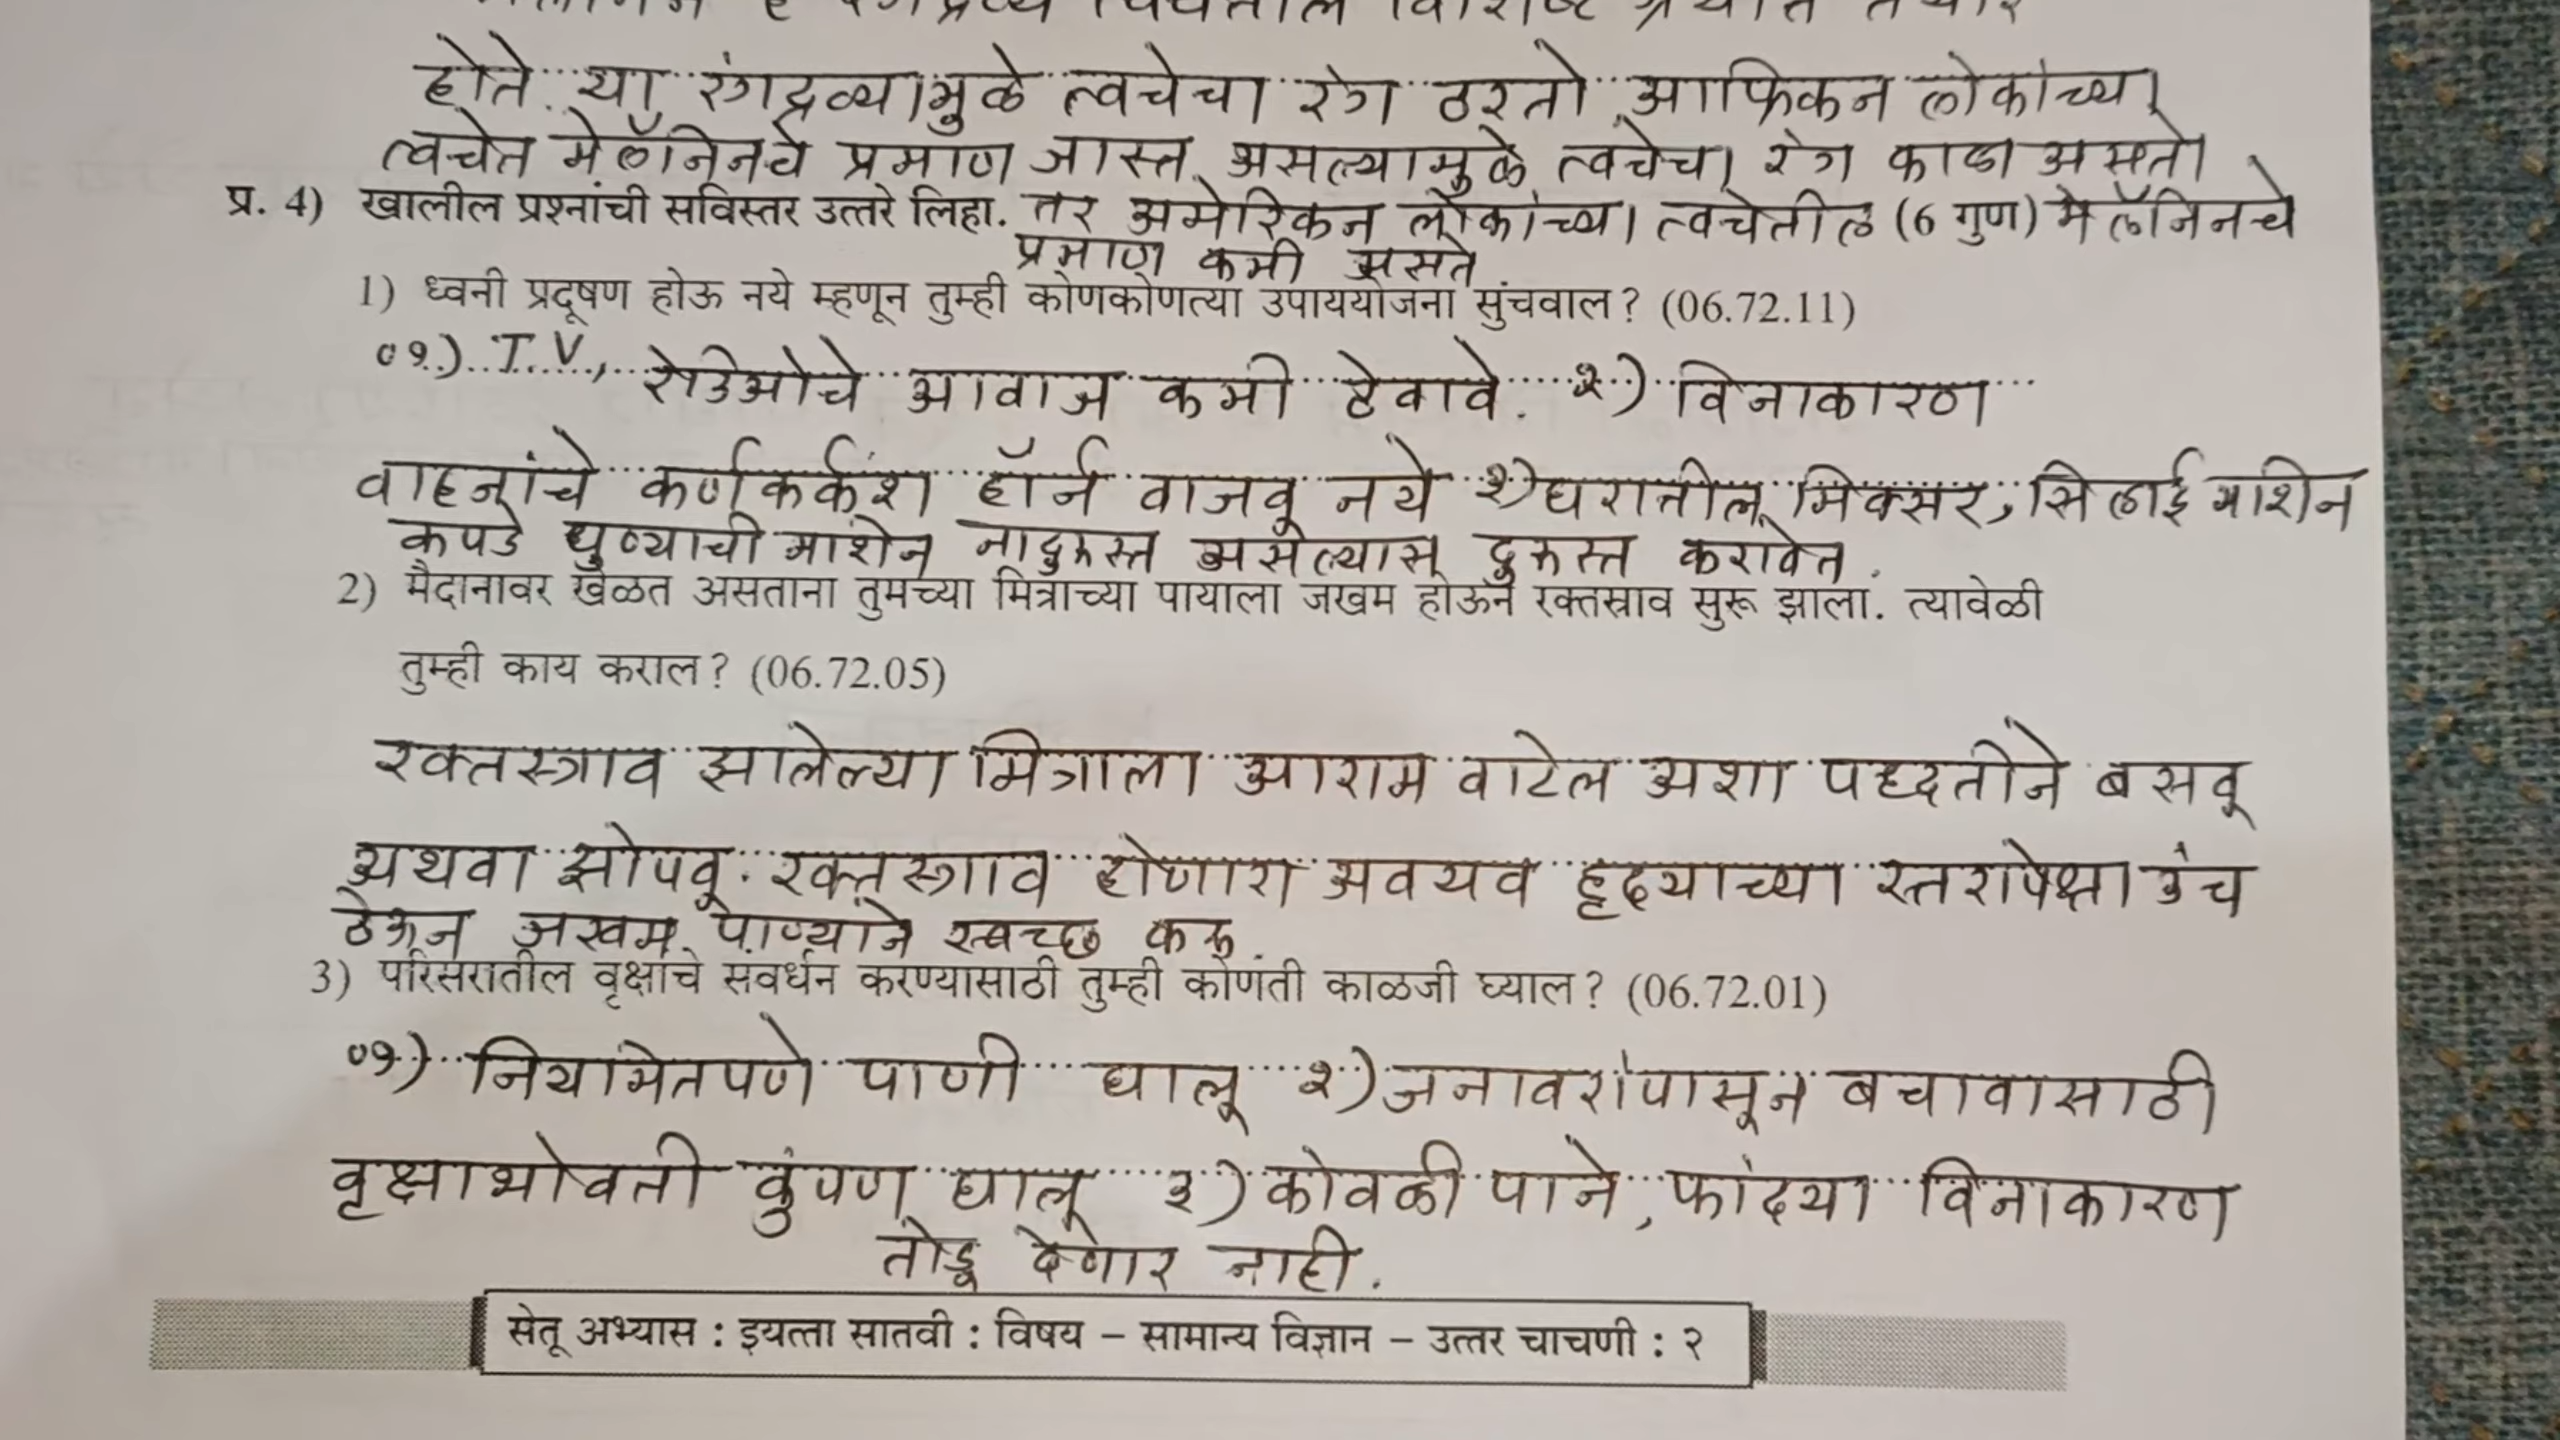 होते. या रंगद्रव्यामुळे त्वचेचा रंग ठरतो आफ्रिकन लोकांच्या
त्वचेत मेलॅनिनचे प्रमाण जास्त असल्यामुळे त्वचेचा रंग काळा असतो
प्र. 4) खालील प्रश्नांची सविस्तर उत्तरे लिहा. तर अमेरिकन लोकांच्या त्वचेतील (6 गुण) मेलॅनिनचे
प्रमाण कमी असते.
1) ध्वनी प्रदूषण होऊ नये म्हणून तुम्ही कोणकोणत्या उपाययोजना सुंचवाल? (06.72.11)
०१) T.V, रेडिओचे आवाज कमी ठेवावे. २) विनाकारण
वाहनांचे कर्णकर्कश हॉर्न वाजवू नये ३) घरातील मिक्सर, सिलाई मशिन
कपडे धुण्याची मशिन नादुरुस्त असल्यास दुरुस्त करावेत.
2) मैदानावर खेळत असताना तुमच्या मित्राच्या पायाला जखम होऊन रक्तस्राव सुरू झाला. त्यावेळी
तुम्ही काय कराल? (06.72.05)
रक्तस्त्राव झालेल्या मित्राला आराम वाटेल अशा पद्धतीने बसवू
अथवा झोपवू. रक्तस्त्राव होणारा अवयव हृदयाच्या स्तरापेक्षा उंच
ठेऊन जखम पाण्याने स्वच्छ करू.
3) परिसरातील वृक्षांचे संवर्धन करण्यासाठी तुम्ही कोणती काळजी घ्याल? (06.72.01)
०१) नियमितपणे पाणी घालू २) जनावरांपासून बचावासाठी
वृक्षाभोवती कुंपण घालू ३) कोवळी पाने, फांदया विनाकारण
तोडू देणार नाही.
सेतू अभ्यास : इयत्ता सातवी : विषय – सामान्य विज्ञान – उत्तर चाचणी : २